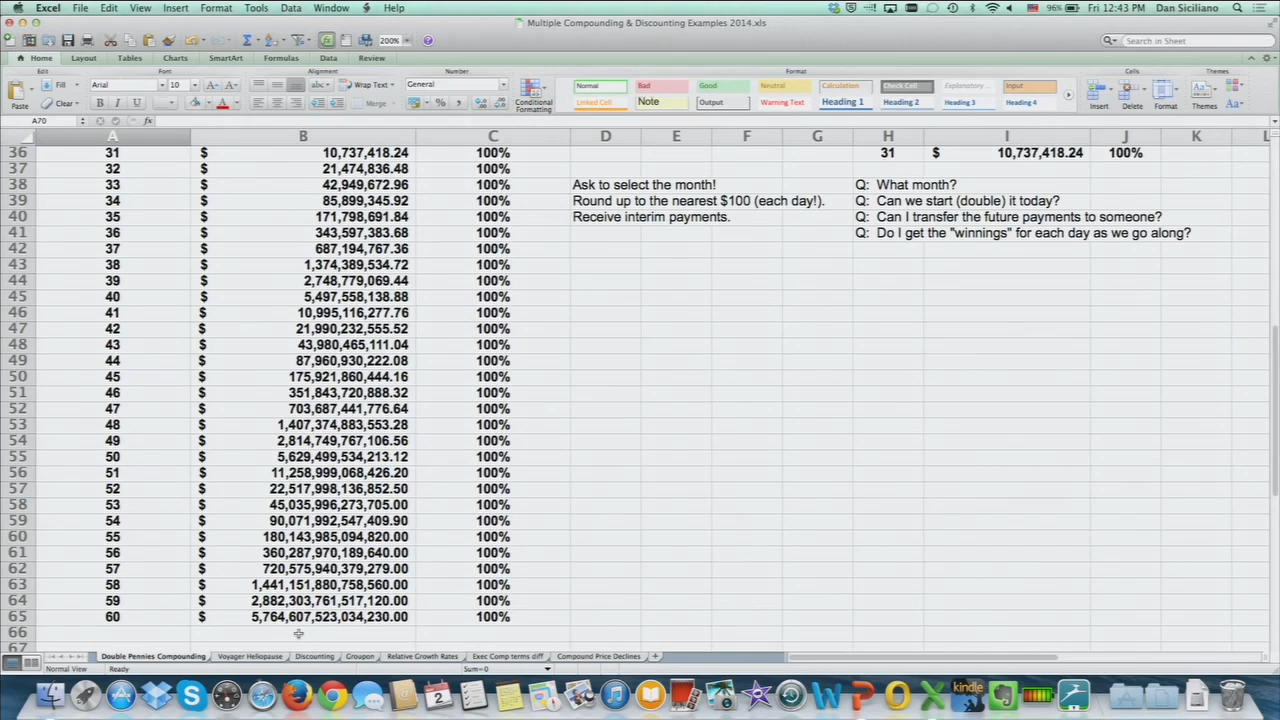 Excel File Edit View Insert Format Tools Data Window Help 96% Fri 12:43 PM Dan Siciliano
Multiple Compounding & Discounting Examples 2014.xls
200% Search in Sheet
Home Layout Tables Charts SmartArt Formulas Data Review
Edit Font Alignment Number Format Cells Themes
Fill Arial 10 abc Wrap Text General Normal Bad Good Neutral Calculation Check Cell Explanatory... Input
Paste Clear B I U Merge Conditional Formatting Linked Cell Note Output Warning Text Heading 1 Heading 2 Heading 3 Heading 4 Insert Delete Format Themes Aa
A70 fx
A B C D E F G H I J K L
36 31 $ 10,737,418.24 100% 31 $ 10,737,418.24 100%
37 32 $ 21,474,836.48 100%
38 33 $ 42,949,672.96 100% Ask to select the month! Q: What month?
39 34 $ 85,899,345.92 100% Round up to the nearest $100 (each day!). Q: Can we start (double) it today?
40 35 $ 171,798,691.84 100% Receive interim payments. Q: Can I transfer the future payments to someone?
41 36 $ 343,597,383.68 100% Q: Do I get the "winnings" for each day as we go along?
42 37 $ 687,194,767.36 100%
43 38 $ 1,374,389,534.72 100%
44 39 $ 2,748,779,069.44 100%
45 40 $ 5,497,558,138.88 100%
46 41 $ 10,995,116,277.76 100%
47 42 $ 21,990,232,555.52 100%
48 43 $ 43,980,465,111.04 100%
49 44 $ 87,960,930,222.08 100%
50 45 $ 175,921,860,444.16 100%
51 46 $ 351,843,720,888.32 100%
52 47 $ 703,687,441,776.64 100%
53 48 $ 1,407,374,883,553.28 100%
54 49 $ 2,814,749,767,106.56 100%
55 50 $ 5,629,499,534,213.12 100%
56 51 $ 11,258,999,068,426.20 100%
57 52 $ 22,517,998,136,852.50 100%
58 53 $ 45,035,996,273,705.00 100%
59 54 $ 90,071,992,547,409.90 100%
60 55 $ 180,143,985,094,820.00 100%
61 56 $ 360,287,970,189,640.00 100%
62 57 $ 720,575,940,379,279.00 100%
63 58 $ 1,441,151,880,758,560.00 100%
64 59 $ 2,882,303,761,517,120.00 100%
65 60 $ 5,764,607,523,034,230.00 100%
66
67
Double Pennies Compounding Voyager Heliopause Discounting Groupon Relative Growth Rates Exec Comp terms diff Compound Price Declines
Normal View Ready Sum=0
2 kindle